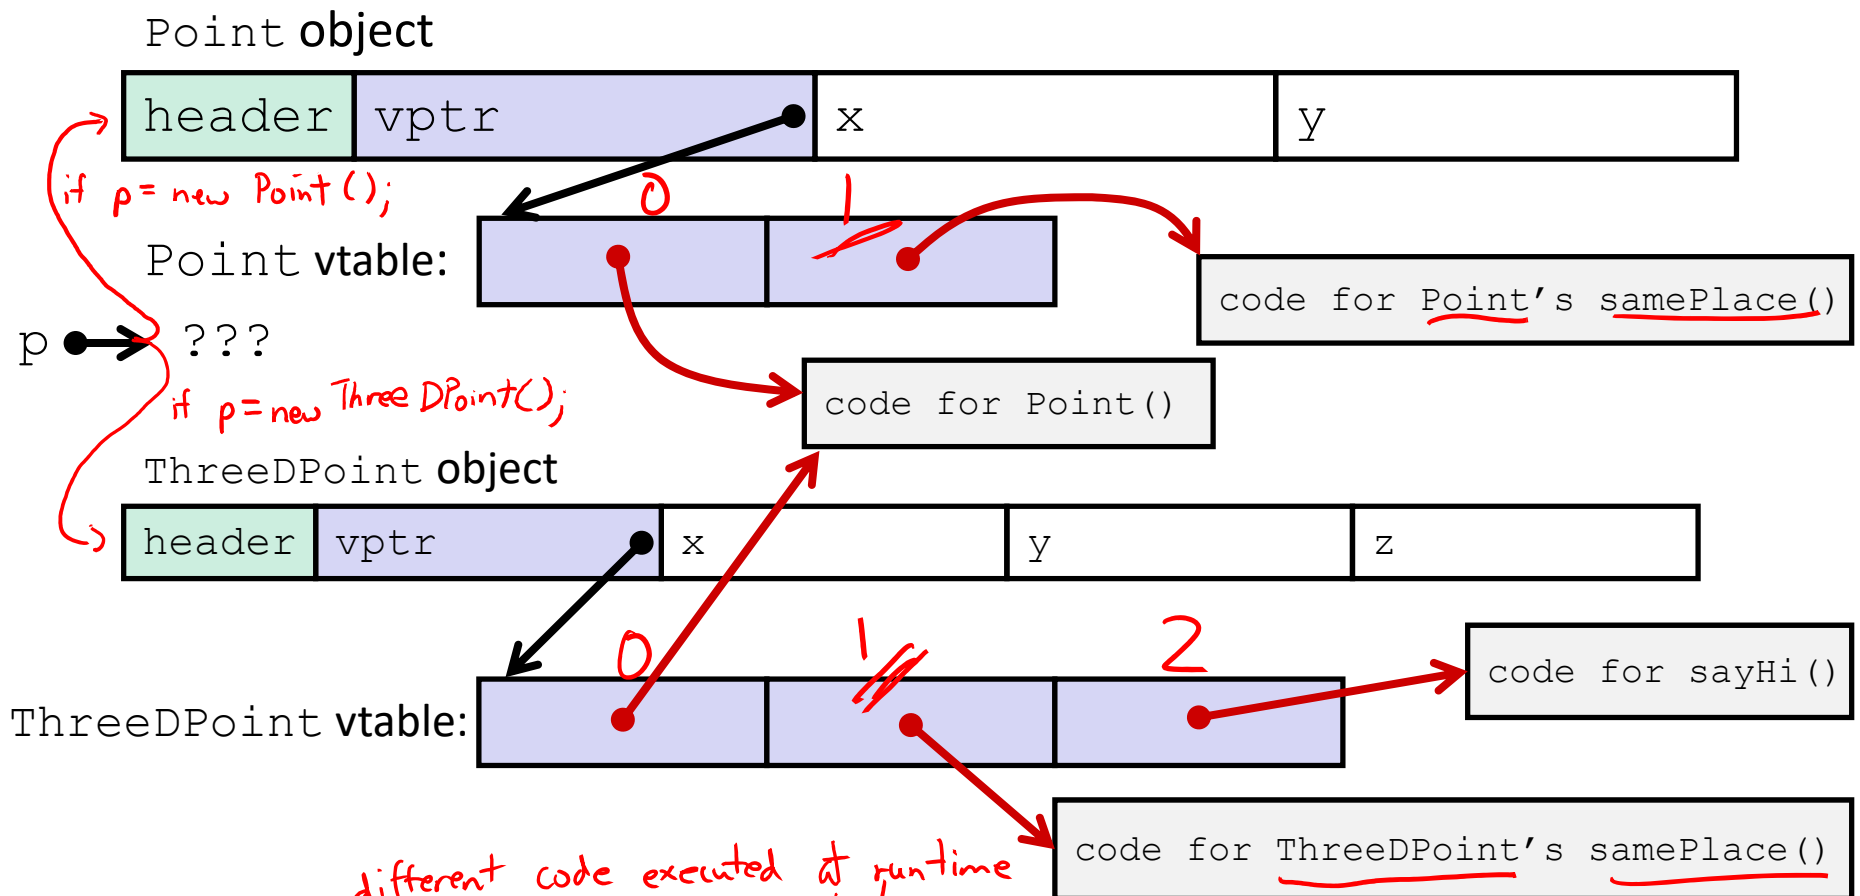 Point object
header vptr x y
if p = new Point();
0 1
Point vtable:
code for Point's samePlace()
p ???
code for Point()
if p = new ThreeDPoint();
ThreeDPoint object
header vptr x y z
0 1 2
code for sayHi()
ThreeDPoint vtable:
code for ThreeDPoint's samePlace()
different code executed at runtime